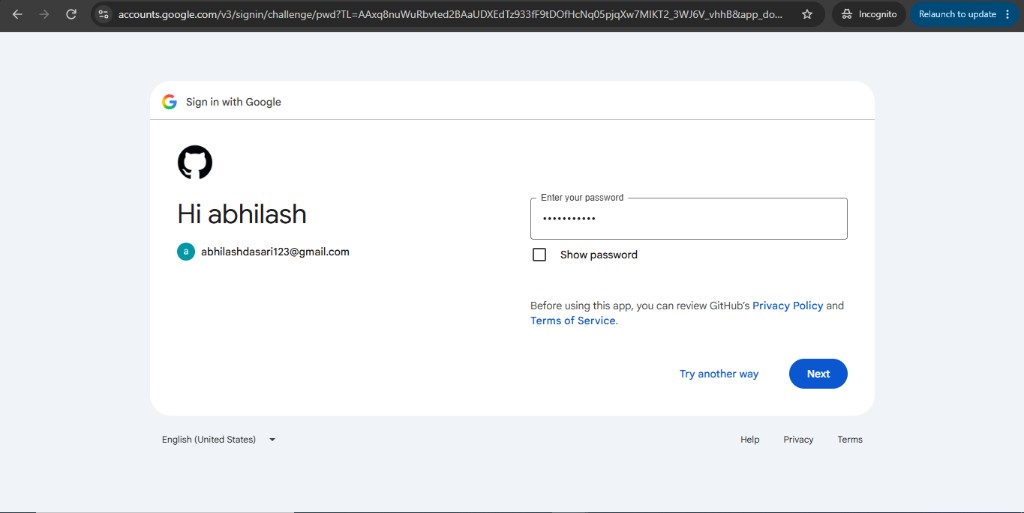 accounts.google.com/v3/signin/challenge/pwd?TL=AAxq8nuWuRbvted2BAaUDXEdTz933fF9tDOfHcNq05pjqXw7MIKT2_3WJ6V_vhhB&app_do...
Incognito
Relaunch to update
Sign in with Google
Hi abhilash
a abhilashdasari123@gmail.com
Enter your password
•••••••••••
Show password
Before using this app, you can review GitHub's Privacy Policy and
Terms of Service.
Try another way
Next
English (United States)
Help
Privacy
Terms